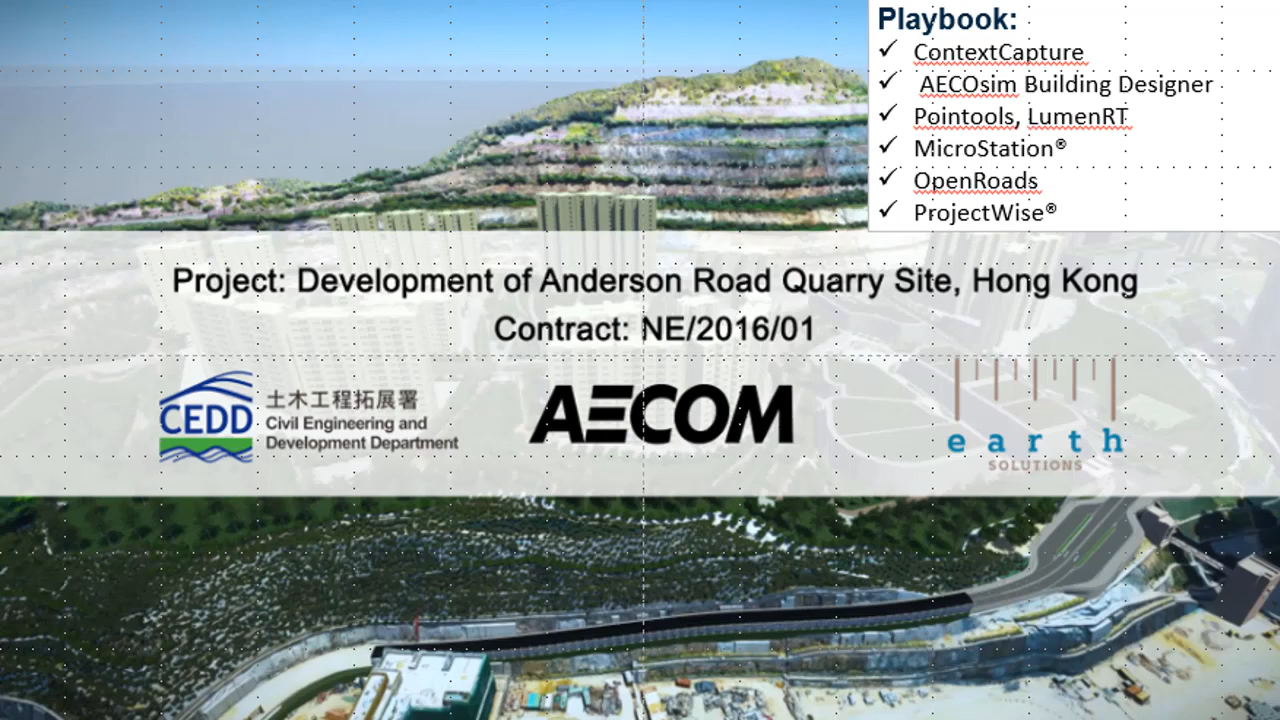 Playbook:
✓ ContextCapture
✓ AECOsim Building Designer
✓ Pointools, LumenRT
✓ MicroStation®
✓ OpenRoads
✓ ProjectWise®
Project: Development of Anderson Road Quarry Site, Hong Kong
Contract: NE/2016/01
CEDD
土木工程拓展署
Civil Engineering and
Development Department
AECOM
earth
SOLUTIONS